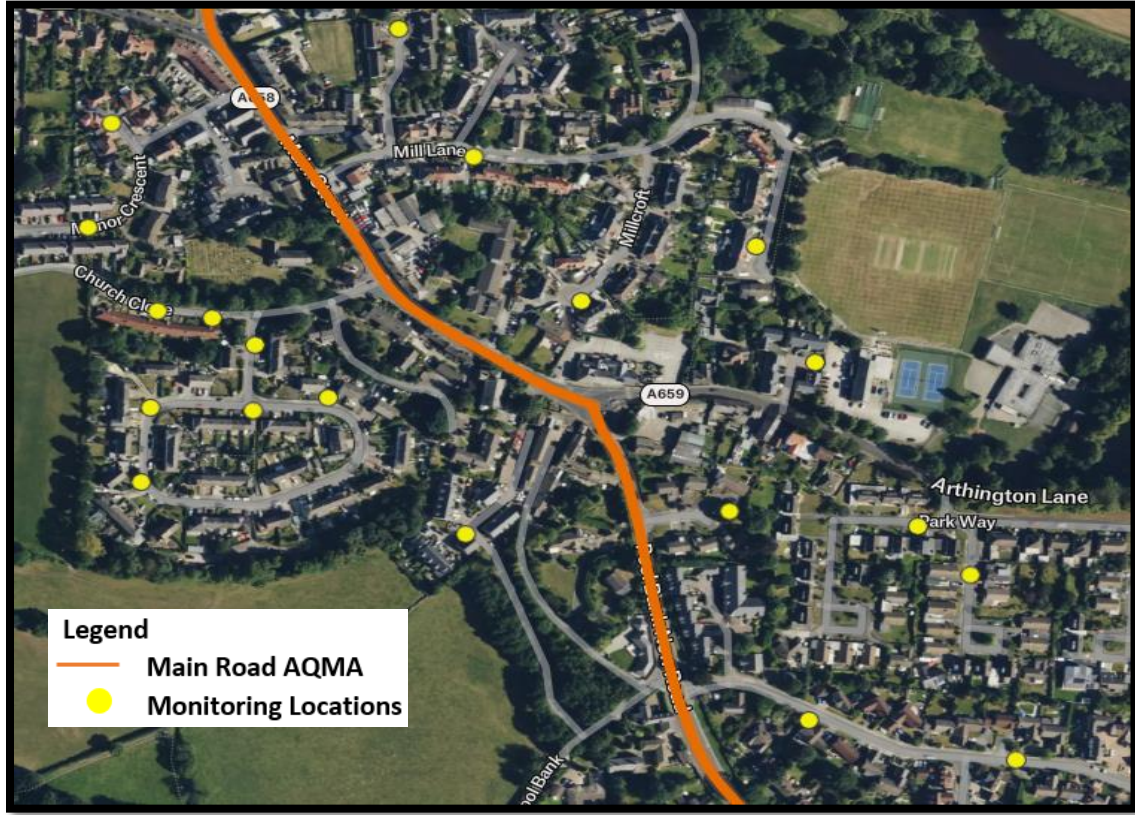 A658
Mill Lane
Manor Crescent
Millcroft
Church Close
A659
Arthington Lane
Park Way
Legend
Main Road AQMA
Monitoring Locations